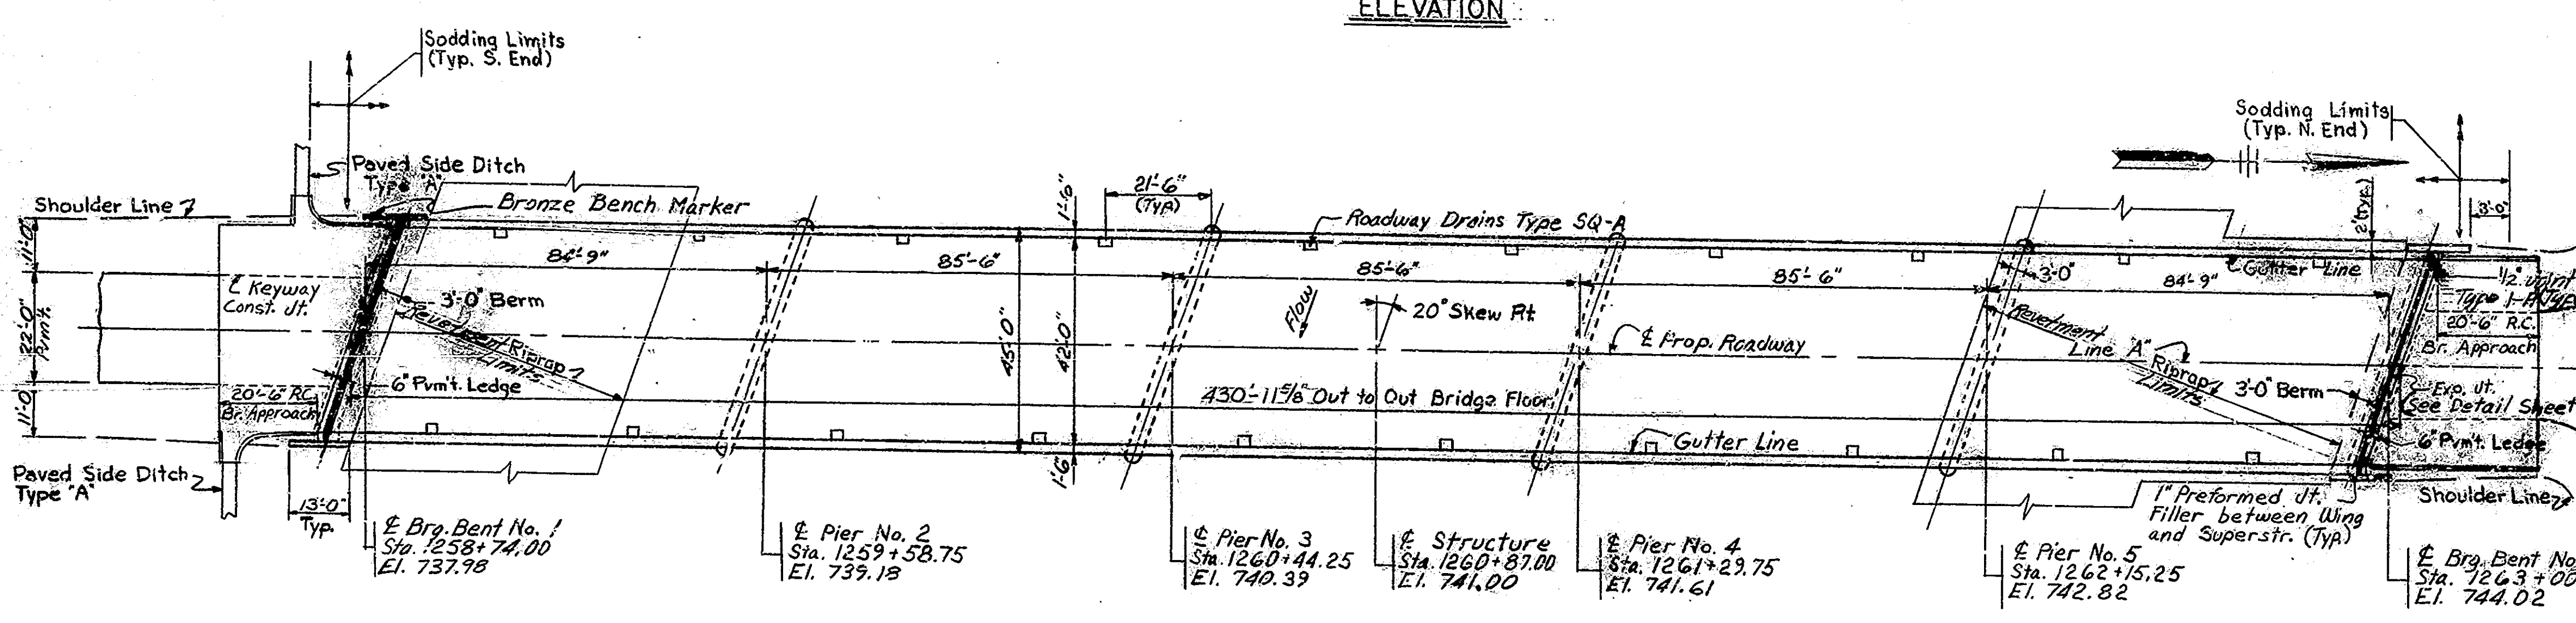 ELEVATION
Sodding Limits
(Typ. S. End)
Sodding Limits
(Typ. N. End)
Paved Side Ditch
Type "A"
Shoulder Line
Bronze Bench Marker
1'-6"
21'-6"
(Typ)
Roadway Drains Type SQ-A
2" (Typ.)
3'-0"
11'-0"
84'-9"
85'-6"
85'-6"
85'-6"
3'-0"
℄ Gutter Line
84'-9"
1/2"
℄ Keyway
Const. Jt.
3'-0" Berm
Flow
20° Skew Rt.
22'-0"
Pvmt.
Revetment Riprap
Limits
45'-0"
42'-0"
℄ Prop. Roadway
Revetment
Line "A"
Riprap
Limits
20'-6" R.C.
Br. Approach
6" Pvm't. Ledge
11'-0
20'-6" R.C.
Br. Approach
430'-11 5/8" Out to Out Bridge Floor
3'-0" Berm
Exp. Jt.
See Detail Sheet
Gutter Line
6" Pvm't. Ledge
1'-6"
Paved Side Ditch
Type "A"
13'-0"
Typ.
1" Preformed Jt.
Filler between Wing
and Superstr. (Typ)
Shoulder Line
℄ Brg. Bent No. 1
Sta. 1258+74.00
El. 737.98
℄ Pier No. 2
Sta. 1259+58.75
El. 739.18
℄ Pier No. 3
Sta. 1260+44.25
El. 740.39
℄ Structure
Sta. 1260+87.00
El. 741.00
℄ Pier No. 4
Sta. 1261+29.75
El. 741.61
℄ Pier No. 5
Sta. 1262+15.25
El. 742.82
℄ Brg. Bent No
Sta. 1263+00
El. 744.02